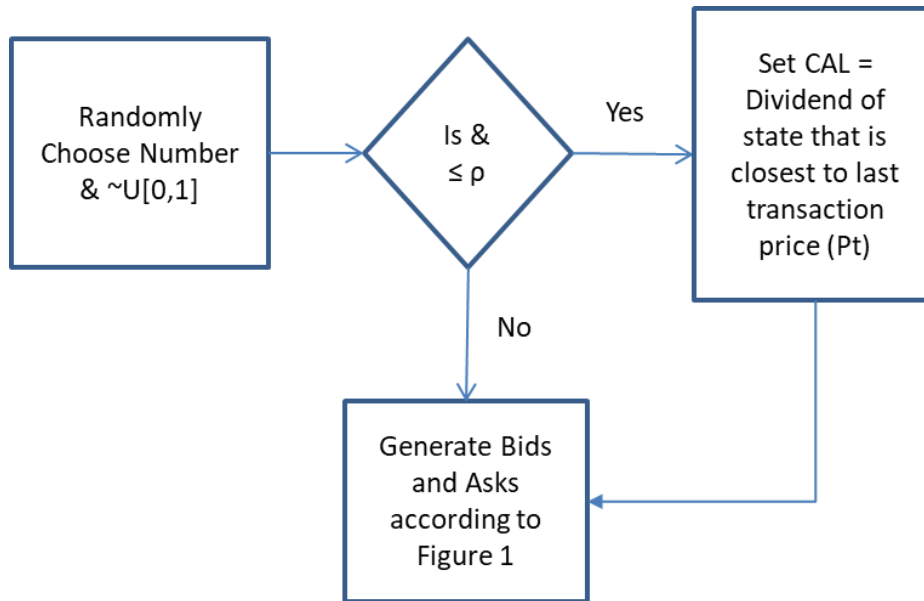 Randomly
Choose Number
& ~U[0,1]
Is &
≤ ρ
Yes
Set CAL =
Dividend of
state that is
closest to last
transaction
price (Pt)
No
Generate Bids
and Asks
according to
Figure 1